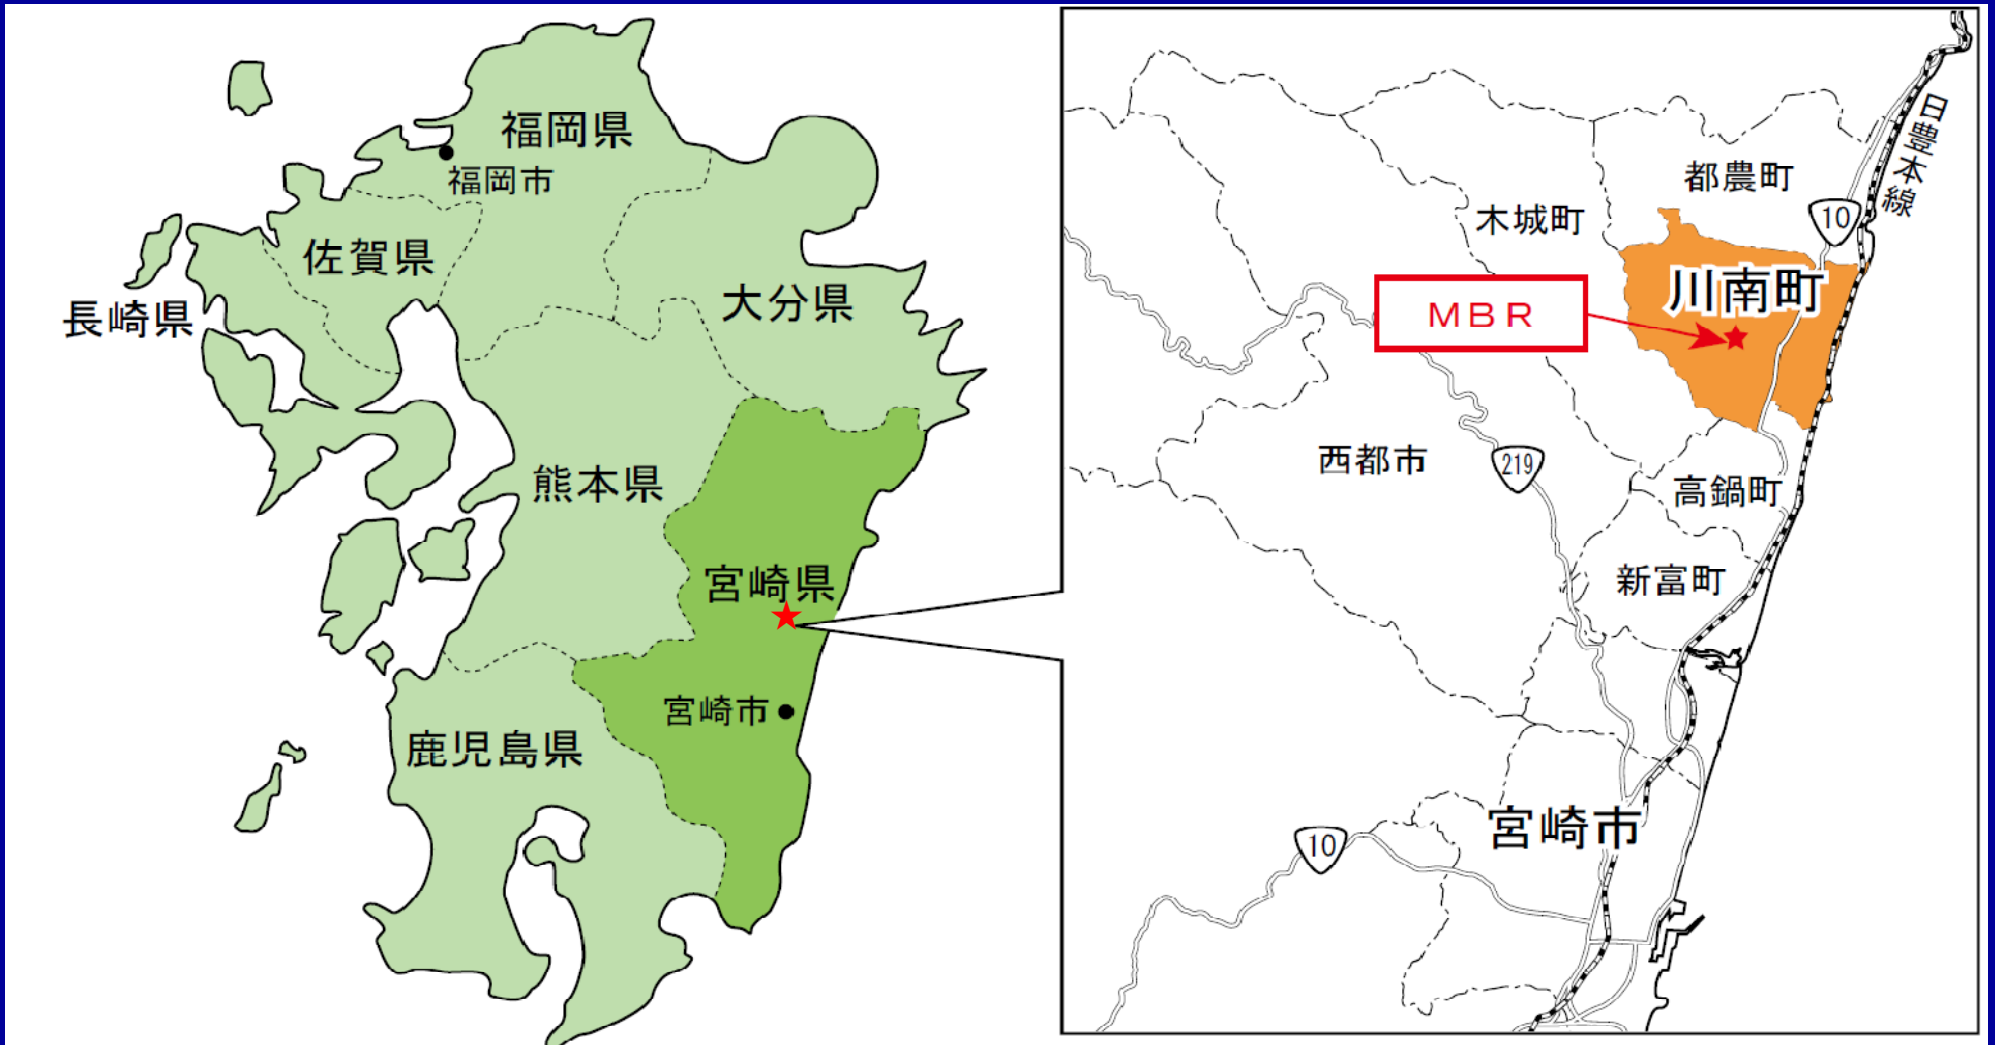 福岡県
福岡市
佐賀県
長崎県
大分県
熊本県
宮崎県
宮崎市
鹿児島県
日豊本線
都農町
木城町
10
川南町
MBR
西都市
219
高鍋町
新富町
宮崎市
10